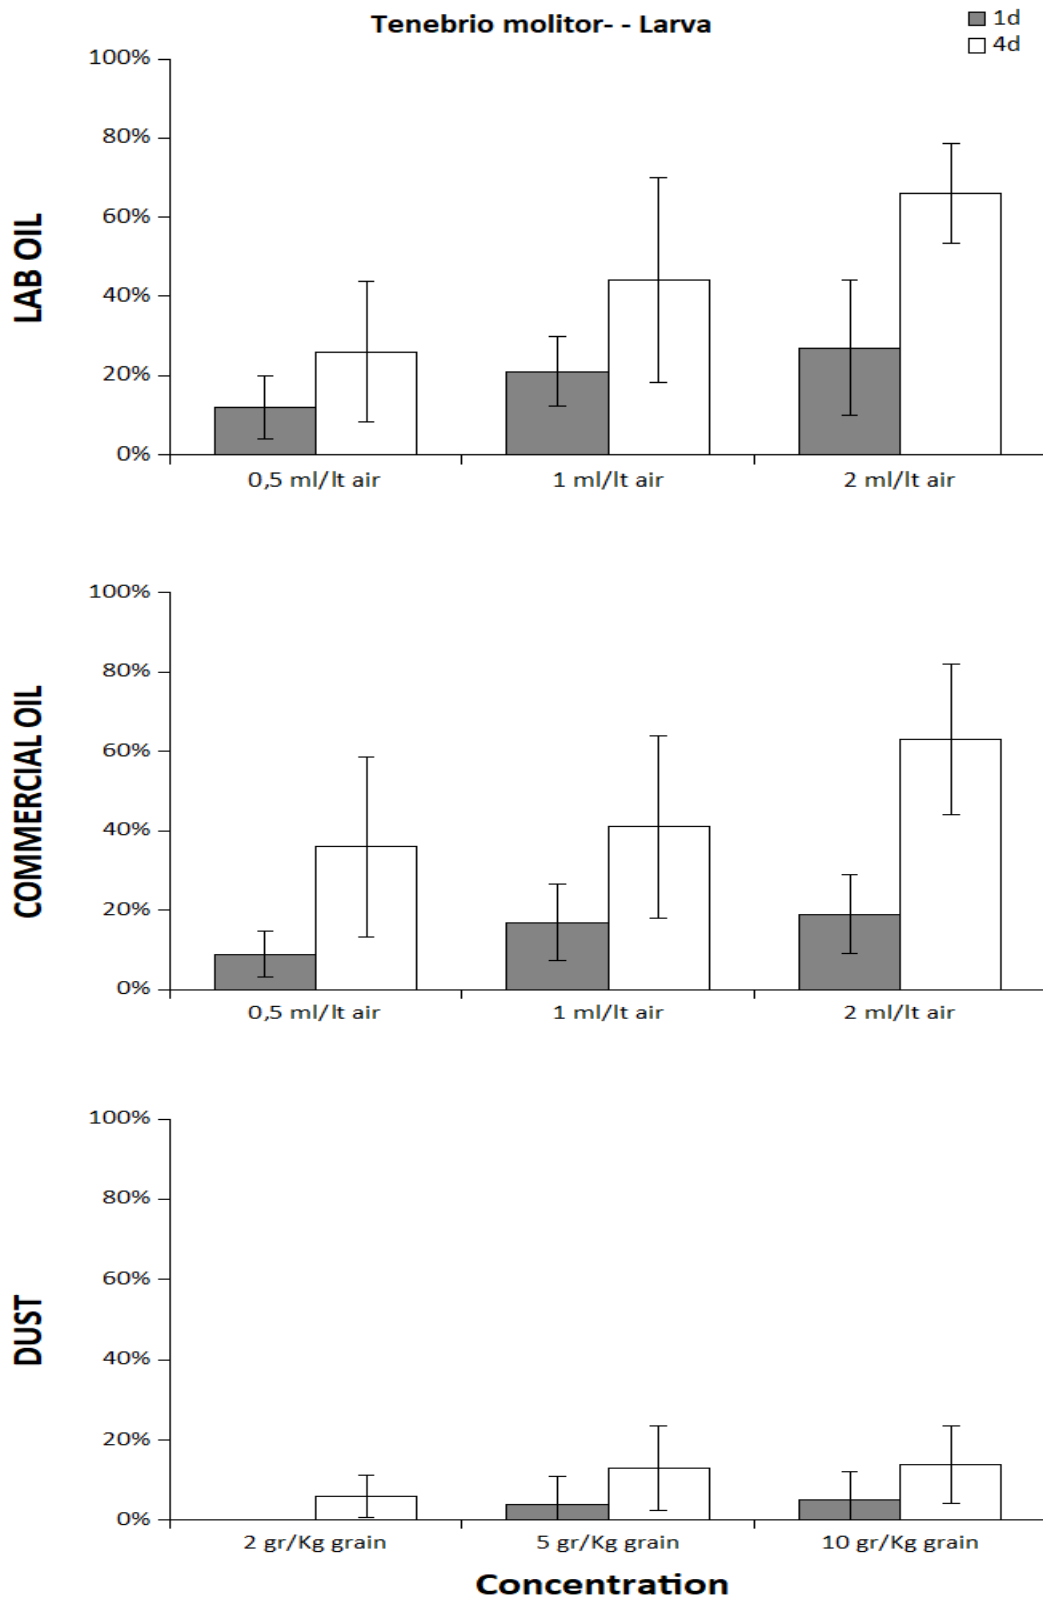 Tenebrio molitor- - Larva
1d
4d
LAB OIL
100%
80%
60%
40%
20%
0%
0,5 ml/lt air
1 ml/lt air
2 ml/lt air
COMMERCIAL OIL
100%
80%
60%
40%
20%
0%
0,5 ml/lt air
1 ml/lt air
2 ml/lt air
DUST
100%
80%
60%
40%
20%
0%
2 gr/Kg grain
5 gr/Kg grain
10 gr/Kg grain
Concentration